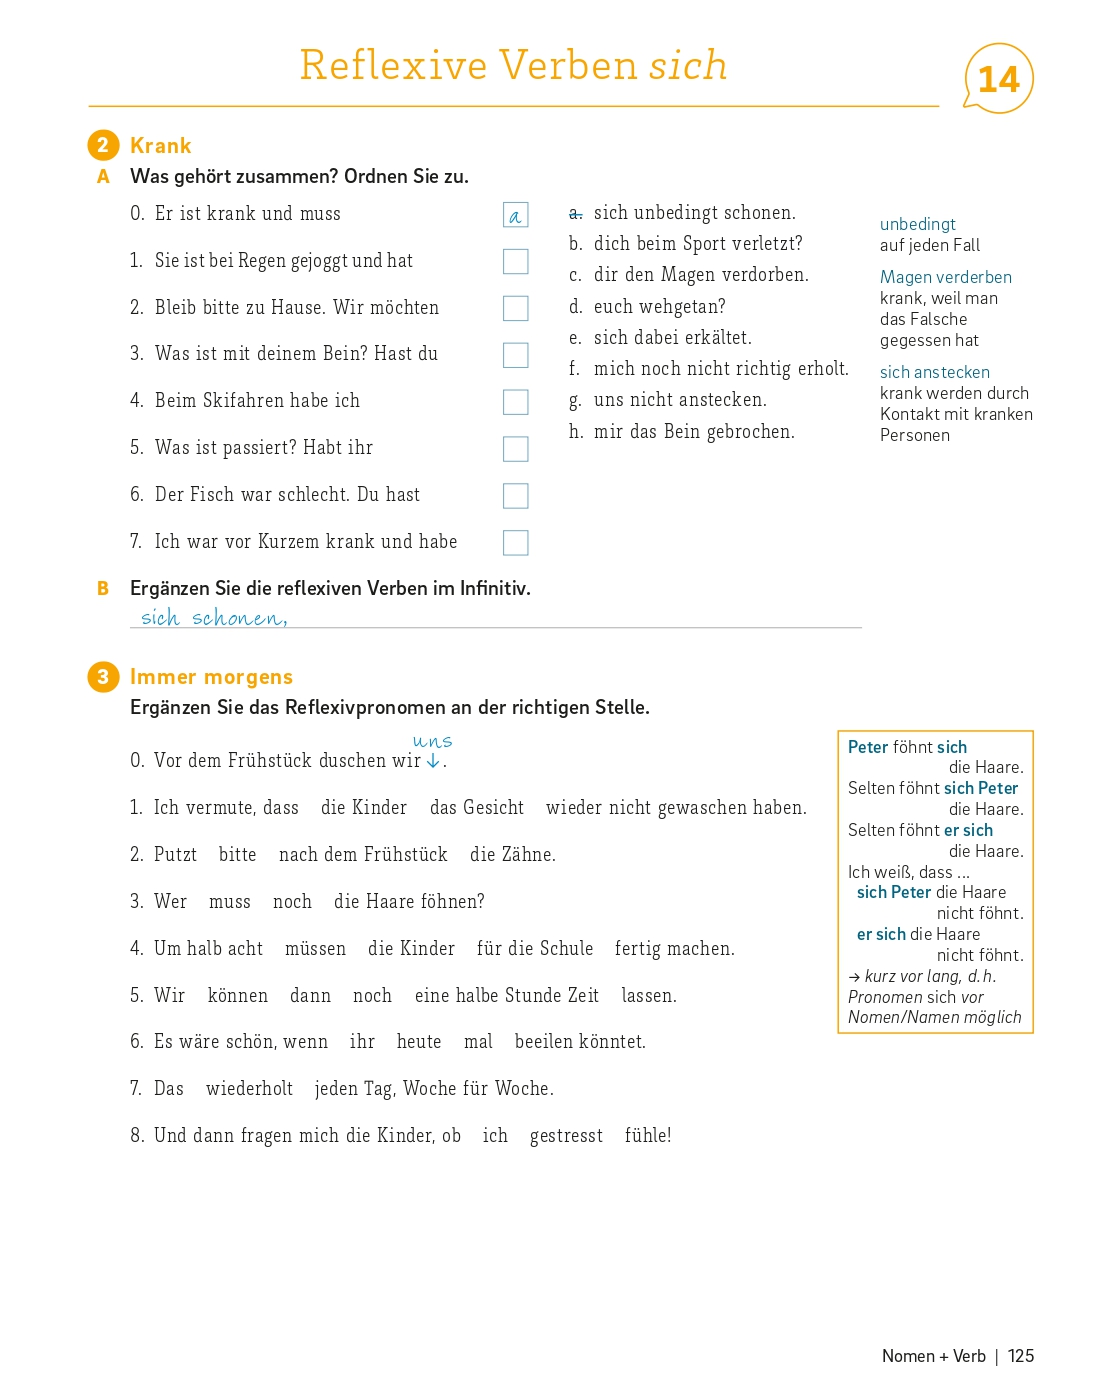 Reflexive Verben sich
14
2 Krank
A Was gehört zusammen? Ordnen Sie zu.
0. Er ist krank und muss
a
1. Sie ist bei Regen gejoggt und hat
2. Bleib bitte zu Hause. Wir möchten
3. Was ist mit deinem Bein? Hast du
4. Beim Skifahren habe ich
5. Was ist passiert? Habt ihr
6. Der Fisch war schlecht. Du hast
7. Ich war vor Kurzem krank und habe
a. sich unbedingt schonen.
b. dich beim Sport verletzt?
c. dir den Magen verdorben.
d. euch wehgetan?
e. sich dabei erkältet.
f. mich noch nicht richtig erholt.
g. uns nicht anstecken.
h. mir das Bein gebrochen.
unbedingt
auf jeden Fall
Magen verderben
krank, weil man
das Falsche
gegessen hat
sich anstecken
krank werden durch
Kontakt mit kranken
Personen
B Ergänzen Sie die reflexiven Verben im Infinitiv.
sich schonen,
3 Immer morgens
Ergänzen Sie das Reflexivpronomen an der richtigen Stelle.
uns
0. Vor dem Frühstück duschen wir ↓.
1. Ich vermute, dass die Kinder das Gesicht wieder nicht gewaschen haben.
2. Putzt bitte nach dem Frühstück die Zähne.
3. Wer muss noch die Haare föhnen?
4. Um halb acht müssen die Kinder für die Schule fertig machen.
5. Wir können dann noch eine halbe Stunde Zeit lassen.
6. Es wäre schön, wenn ihr heute mal beeilen könntet.
7. Das wiederholt jeden Tag, Woche für Woche.
8. Und dann fragen mich die Kinder, ob ich gestresst fühle!
Peter föhnt sich
die Haare.
Selten föhnt sich Peter
die Haare.
Selten föhnt er sich
die Haare.
Ich weiß, dass ...
sich Peter die Haare
nicht föhnt.
er sich die Haare
nicht föhnt.
→ kurz vor lang, d. h.
Pronomen sich vor
Nomen/Namen möglich
Nomen + Verb | 125